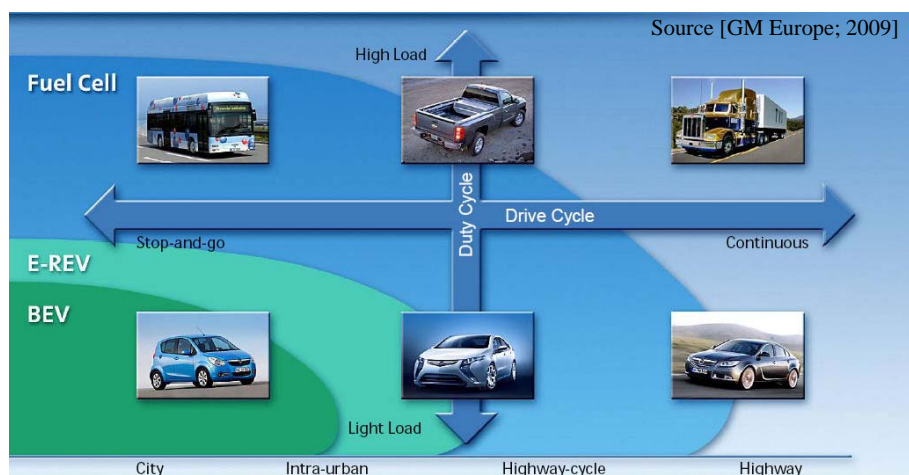 Source [GM Europe; 2009]
High Load
Fuel Cell
Duty Cycle
Drive Cycle
Stop-and-go
Continuous
E-REV
BEV
Light Load
City
Intra-urban
Highway-cycle
Highway